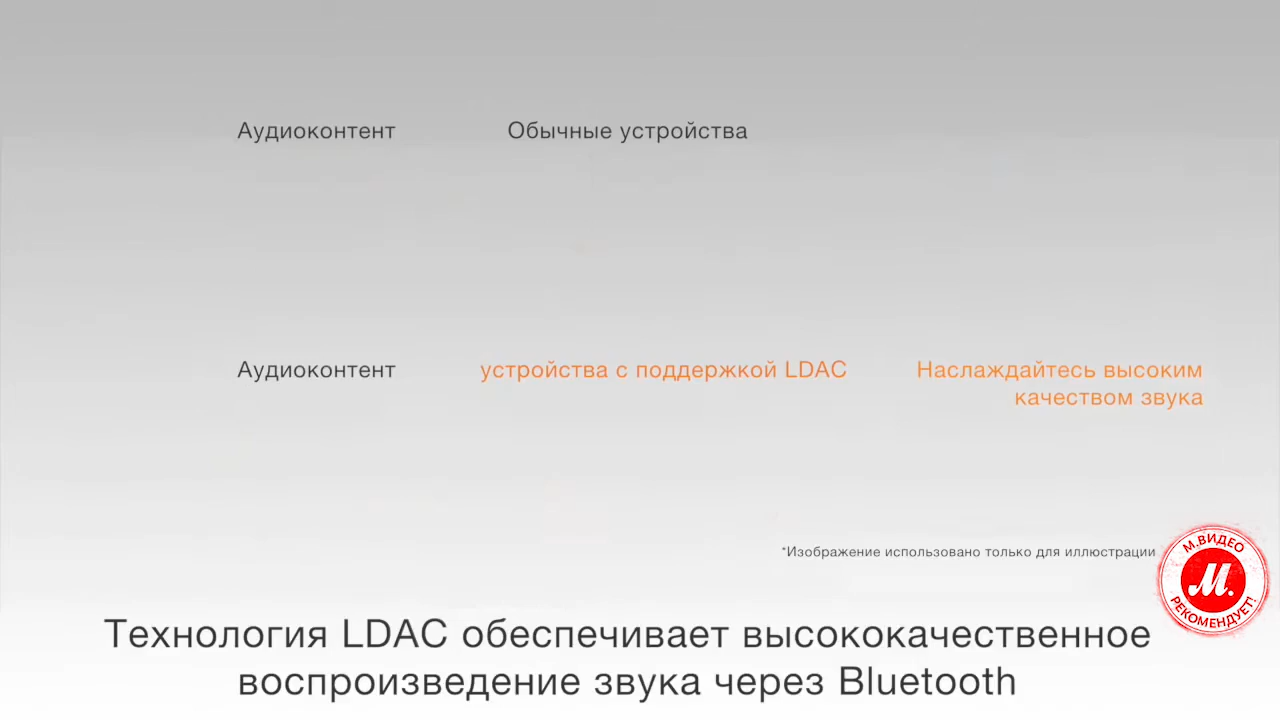 Аудиоконтент
Обычные устройства
Аудиоконтент
устройства с поддержкой LDAC
Наслаждайтесь высоким
качеством звука
*Изображение использовано только для иллюстрации
М.ВИДЕО
М.
РЕКОМЕНДУЕТ!
Технология LDAC обеспечивает высококачественное
воспроизведение звука через Bluetooth